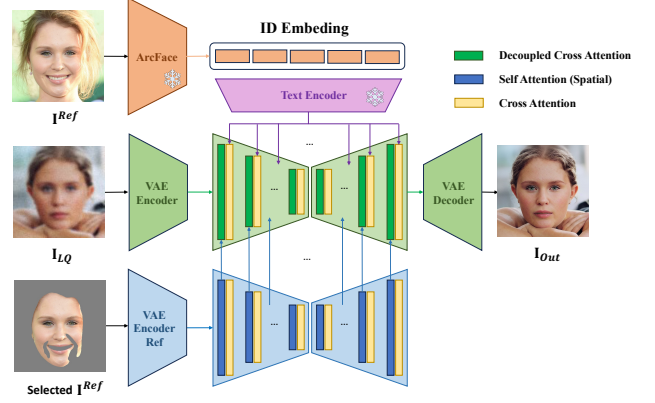 ID Embeding
ArcFace
I^Ref
Text Encoder
Decoupled Cross Attention
Self Attention (Spatial)
Cross Attention
...
VAE
Encoder
... ...
VAE
Decoder
I_LQ
I_Out
...
VAE
Encoder
Ref
... ...
Selected I^Ref